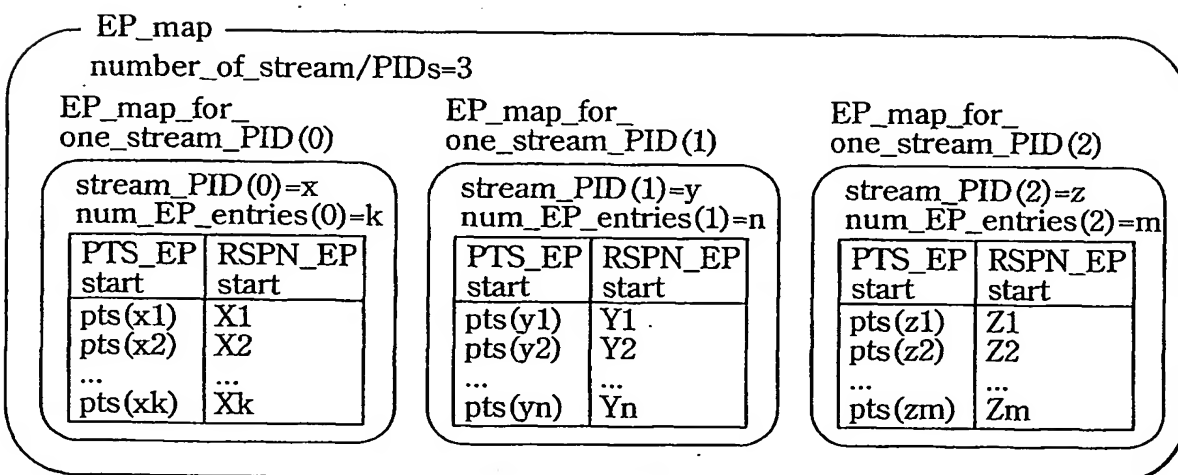 EP_map
number_of_stream/PIDs=3
EP_map_for_
one_stream_PID(0)
stream_PID(0)=x
num_EP_entries(0)=k
PTS_EP RSPN_EP
start start
pts(x1) X1
pts(x2) X2
... ...
pts(xk) Xk
EP_map_for_
one_stream_PID(1)
stream_PID(1)=y
num_EP_entries(1)=n
PTS_EP RSPN_EP
start start
pts(y1) Y1
pts(y2) Y2
... ...
pts(yn) Yn
EP_map_for_
one_stream_PID(2)
stream_PID(2)=z
num_EP_entries(2)=m
PTS_EP RSPN_EP
start start
pts(z1) Z1
pts(z2) Z2
... ...
pts(zm) Zm